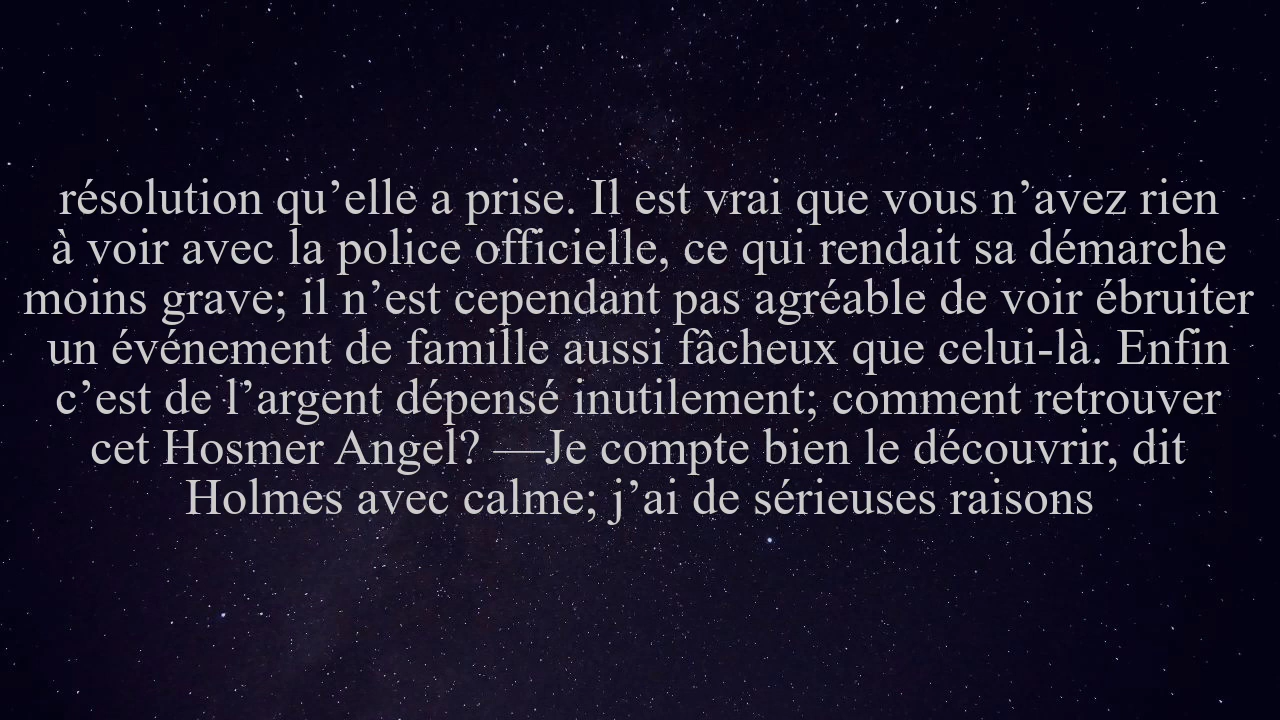 résolution qu’elle a prise. Il est vrai que vous n’avez rien
à voir avec la police officielle, ce qui rendait sa démarche
moins grave; il n’est cependant pas agréable de voir ébruiter
un événement de famille aussi fâcheux que celui-là. Enfin
c’est de l’argent dépensé inutilement; comment retrouver
cet Hosmer Angel? —Je compte bien le découvrir, dit
Holmes avec calme; j’ai de sérieuses raisons